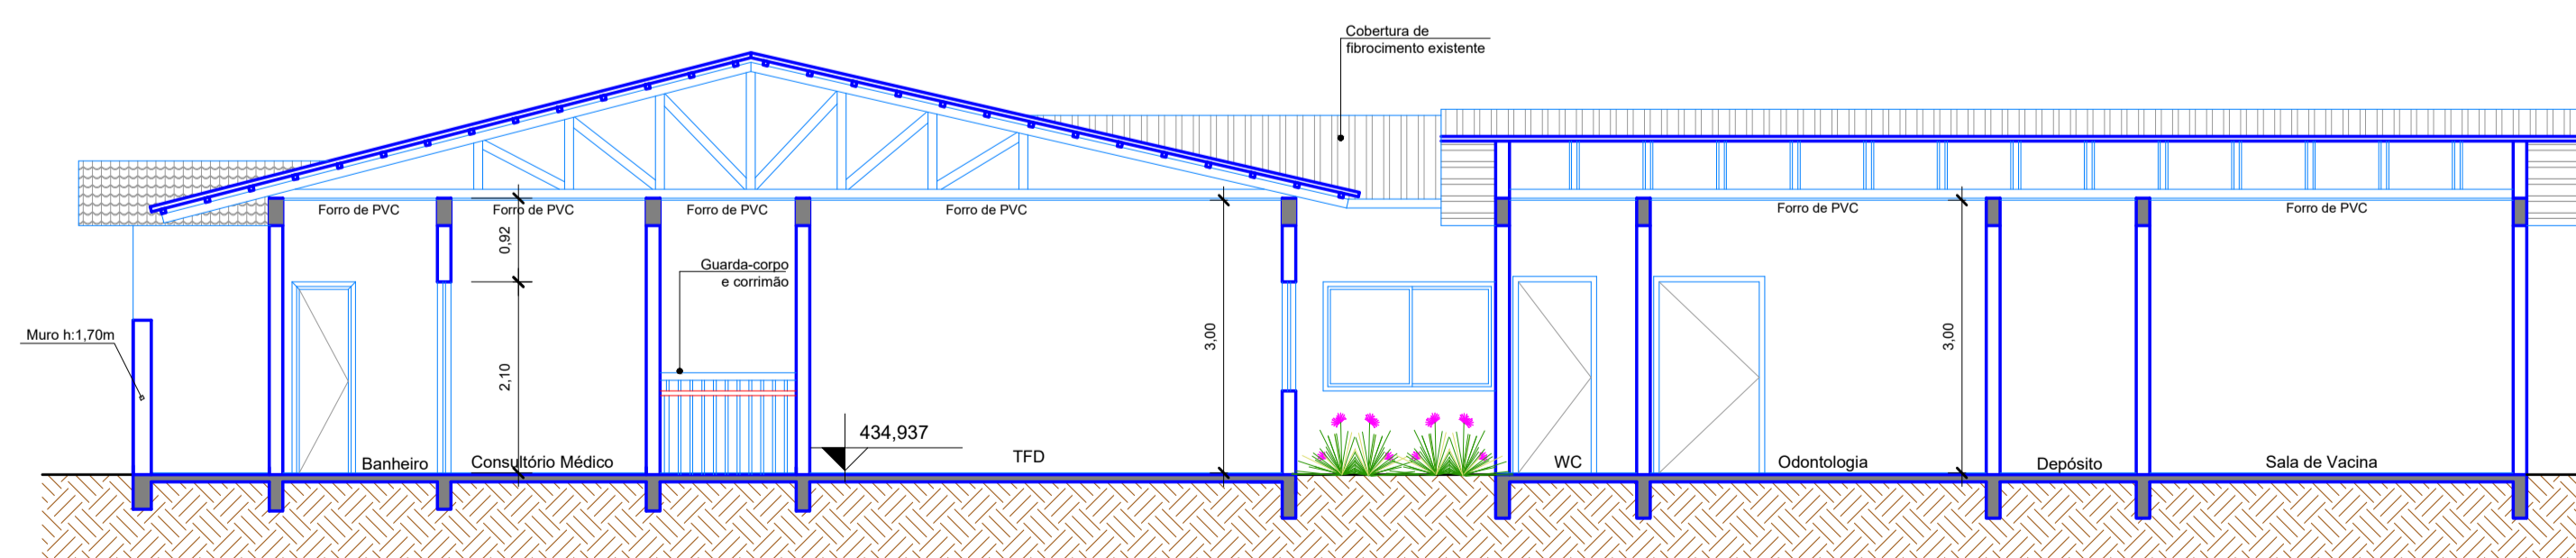 Cobertura de
fibrocimento existente
Forro de PVC
Forro de PVC
Forro de PVC
Forro de PVC
Forro de PVC
Forro de PVC
0,92
Guarda-corpo
e corrimão
Muro h:1,70m
2,10
3,00
3,00
434,937
Banheiro
Consultório Médico
TFD
WC
Odontologia
Depósito
Sala de Vacina